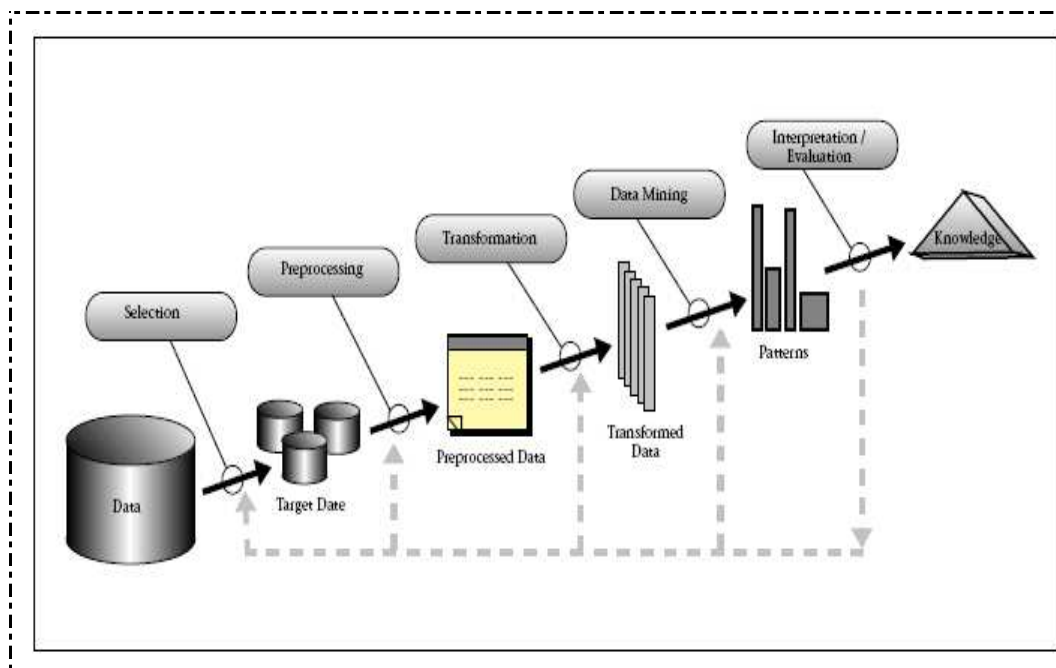 Interpretation /
Evaluation
Data Mining
Transformation
Preprocessing
Selection
Knowledge
Patterns
Transformed
Data
Preprocessed Data
Target Date
Data